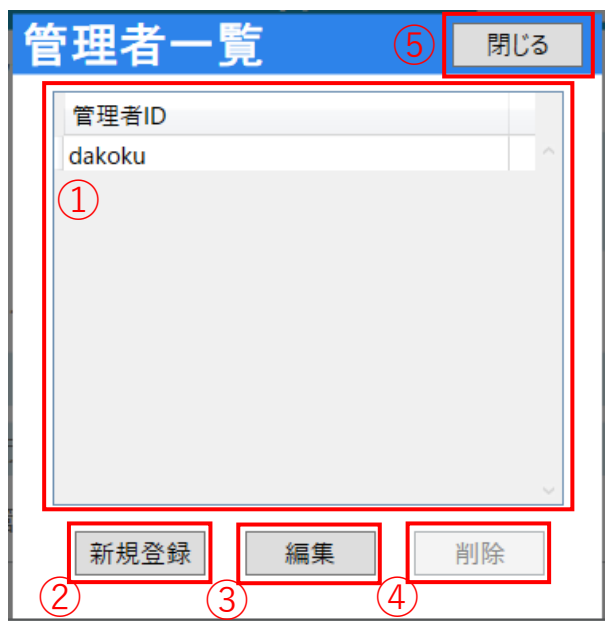 管理者一覧
⑤
閉じる
管理者ID
dakoku
①
新規登録
編集
削除
②
③
④